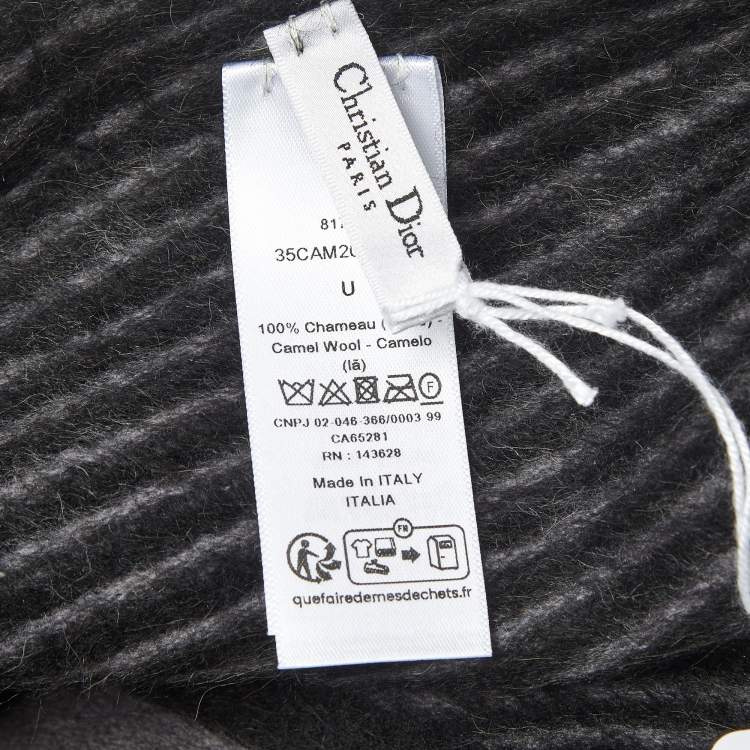 Christian Dior
PARIS
35CAM20
U
100% Chameau
Camel Wool - Camelo
(lã)
F
CNPJ 02-046-366/0003 99
CA65281
RN : 143628
Made In ITALY
ITALIA
FR
quefairedemesdechets.fr